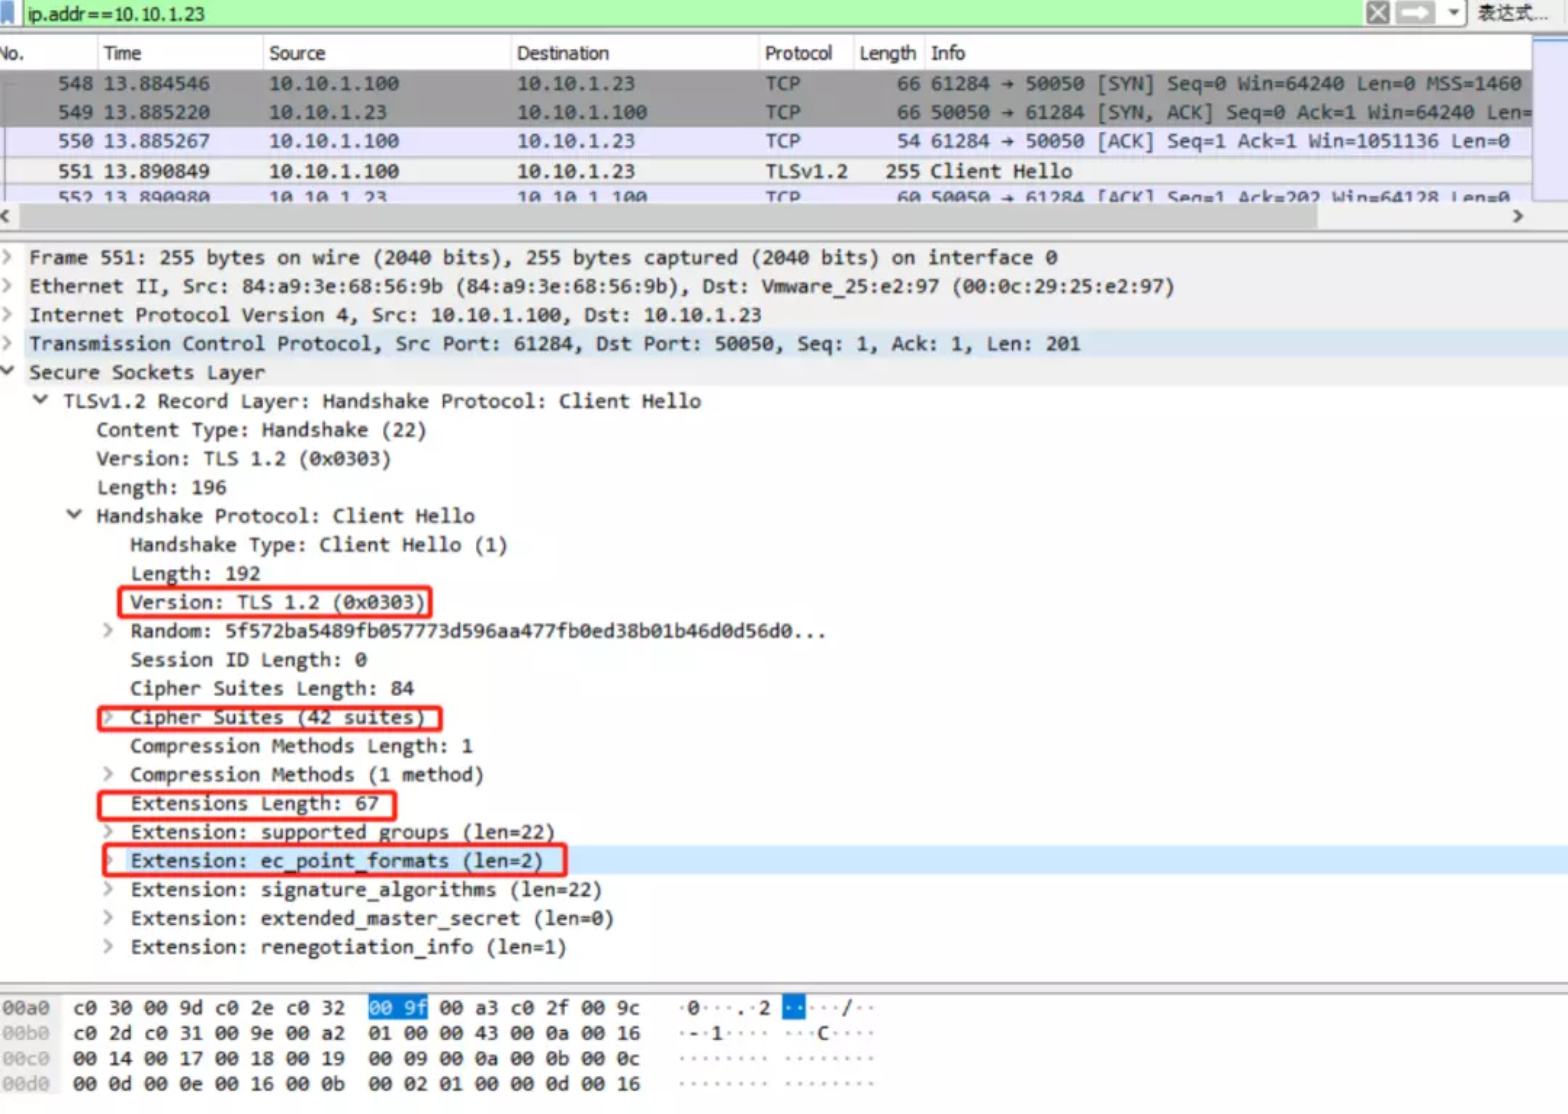 ip.addr==10.10.1.23 表达式…
No. Time Source Destination Protocol Length Info
548 13.884546 10.10.1.100 10.10.1.23 TCP 66 61284 → 50050 [SYN] Seq=0 Win=64240 Len=0 MSS=1460
549 13.885220 10.10.1.23 10.10.1.100 TCP 66 50050 → 61284 [SYN, ACK] Seq=0 Ack=1 Win=64240 Len=
550 13.885267 10.10.1.100 10.10.1.23 TCP 54 61284 → 50050 [ACK] Seq=1 Ack=1 Win=1051136 Len=0
551 13.890849 10.10.1.100 10.10.1.23 TLSv1.2 255 Client Hello
552 13.890980 10.10.1.23 10.10.1.100 TCP 60 50050 → 61284 [ACK] Seq=1 Ack=202 Win=64128 Len=0
Frame 551: 255 bytes on wire (2040 bits), 255 bytes captured (2040 bits) on interface 0
Ethernet II, Src: 84:a9:3e:68:56:9b (84:a9:3e:68:56:9b), Dst: Vmware_25:e2:97 (00:0c:29:25:e2:97)
Internet Protocol Version 4, Src: 10.10.1.100, Dst: 10.10.1.23
Transmission Control Protocol, Src Port: 61284, Dst Port: 50050, Seq: 1, Ack: 1, Len: 201
Secure Sockets Layer
TLSv1.2 Record Layer: Handshake Protocol: Client Hello
Content Type: Handshake (22)
Version: TLS 1.2 (0x0303)
Length: 196
Handshake Protocol: Client Hello
Handshake Type: Client Hello (1)
Length: 192
Version: TLS 1.2 (0x0303)
Random: 5f572ba5489fb057773d596aa477fb0ed38b01b46d0d56d0...
Session ID Length: 0
Cipher Suites Length: 84
Cipher Suites (42 suites)
Compression Methods Length: 1
Compression Methods (1 method)
Extensions Length: 67
Extension: supported_groups (len=22)
Extension: ec_point_formats (len=2)
Extension: signature_algorithms (len=22)
Extension: extended_master_secret (len=0)
Extension: renegotiation_info (len=1)
00a0 c0 30 00 9d c0 2e c0 32 00 9f 00 a3 c0 2f 00 9c ·0···.·2 ·····/··
00b0 c0 2d c0 31 00 9e 00 a2 01 00 00 43 00 0a 00 16 ·-·1···· ···C····
00c0 00 14 00 17 00 18 00 19 00 09 00 0a 00 0b 00 0c ········ ········
00d0 00 0d 00 0e 00 16 00 0b 00 02 01 00 00 0d 00 16 ········ ········